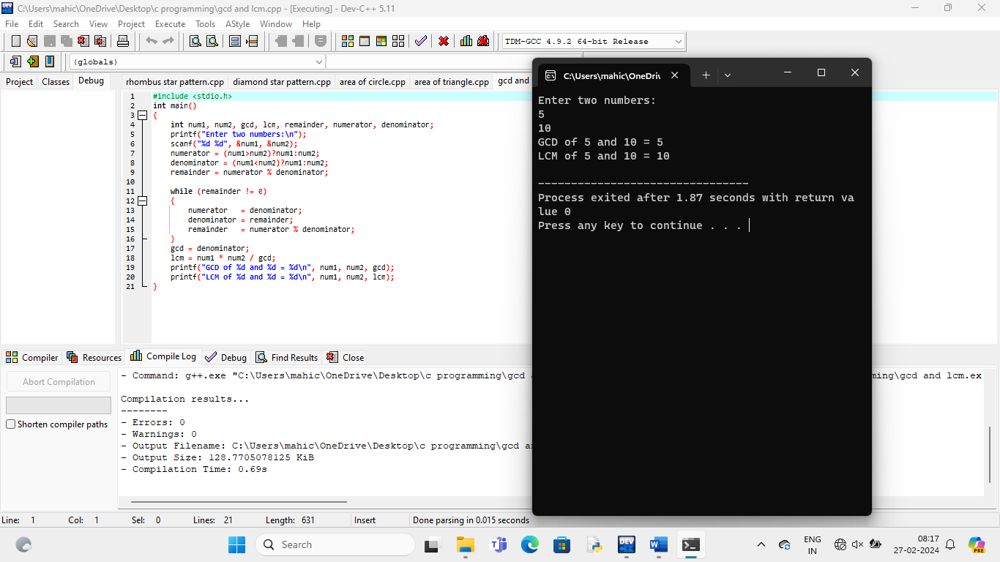 C:\Users\mahic\OneDrive\Desktop\c programming\gcd and lcm.cpp - [Executing] - Dev-C++ 5.11
File Edit Search View Project Execute Tools AStyle Window Help
TDM-GCC 4.9.2 64-bit Release
(globals)
Project Classes Debug
rhombus star pattern.cpp diamond star pattern.cpp area of circle.cpp area of triangle.cpp gcd and
1 #include <stdio.h>
2 int main()
3 {
4 int num1, num2, gcd, lcm, remainder, numerator, denominator;
5 printf("Enter two numbers:\n");
6 scanf("%d %d", &num1, &num2);
7 numerator = (num1>num2)?num1:num2;
8 denominator = (num1<num2)?num1:num2;
9 remainder = numerator % denominator;
10
11 while (remainder != 0)
12 {
13 numerator = denominator;
14 denominator = remainder;
15 remainder = numerator % denominator;
16 }
17 gcd = denominator;
18 lcm = num1 * num2 / gcd;
19 printf("GCD of %d and %d = %d\n", num1, num2, gcd);
20 printf("LCM of %d and %d = %d\n", num1, num2, lcm);
21 }
C:\Users\mahic\OneDri
Enter two numbers:
5
10
GCD of 5 and 10 = 5
LCM of 5 and 10 = 10
--------------------------------
Process exited after 1.87 seconds with return va
lue 0
Press any key to continue . . .
Compiler Resources Compile Log Debug Find Results Close
Abort Compilation
Shorten compiler paths
- Command: g++.exe "C:\Users\mahic\OneDrive\Desktop\c programming\gcd ming\gcd and lcm.ex
Compilation results...
--------
- Errors: 0
- Warnings: 0
- Output Filename: C:\Users\mahic\OneDrive\Desktop\c programming\gcd a
- Output Size: 128.7705078125 KiB
- Compilation Time: 0.69s
Line: 1 Col: 1 Sel: 0 Lines: 21 Length: 631 Insert Done parsing in 0.015 seconds
Search
DEV
W
PRE
ENG
IN
08:17
27-02-2024